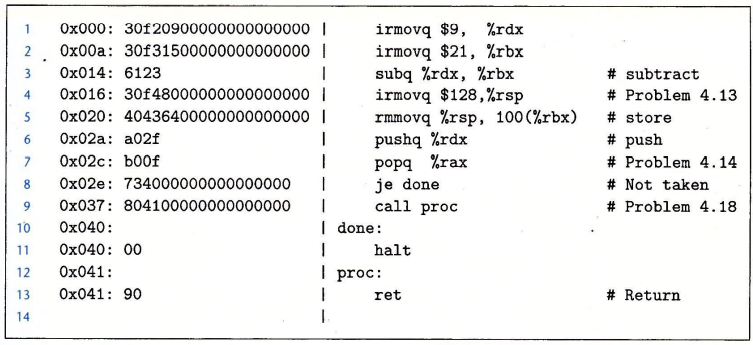 1 0x000: 30f20900000000000000 | irmovq $9, %rdx
2 0x00a: 30f31500000000000000 | irmovq $21, %rbx
3 0x014: 6123 | subq %rdx, %rbx # subtract
4 0x016: 30f48000000000000000 | irmovq $128,%rsp # Problem 4.13
5 0x020: 40436400000000000000 | rmmovq %rsp, 100(%rbx) # store
6 0x02a: a02f | pushq %rdx # push
7 0x02c: b00f | popq %rax # Problem 4.14
8 0x02e: 734000000000000000 | je done # Not taken
9 0x037: 804100000000000000 | call proc # Problem 4.18
10 0x040: | done:
11 0x040: 00 | halt
12 0x041: | proc:
13 0x041: 90 | ret # Return
14 |